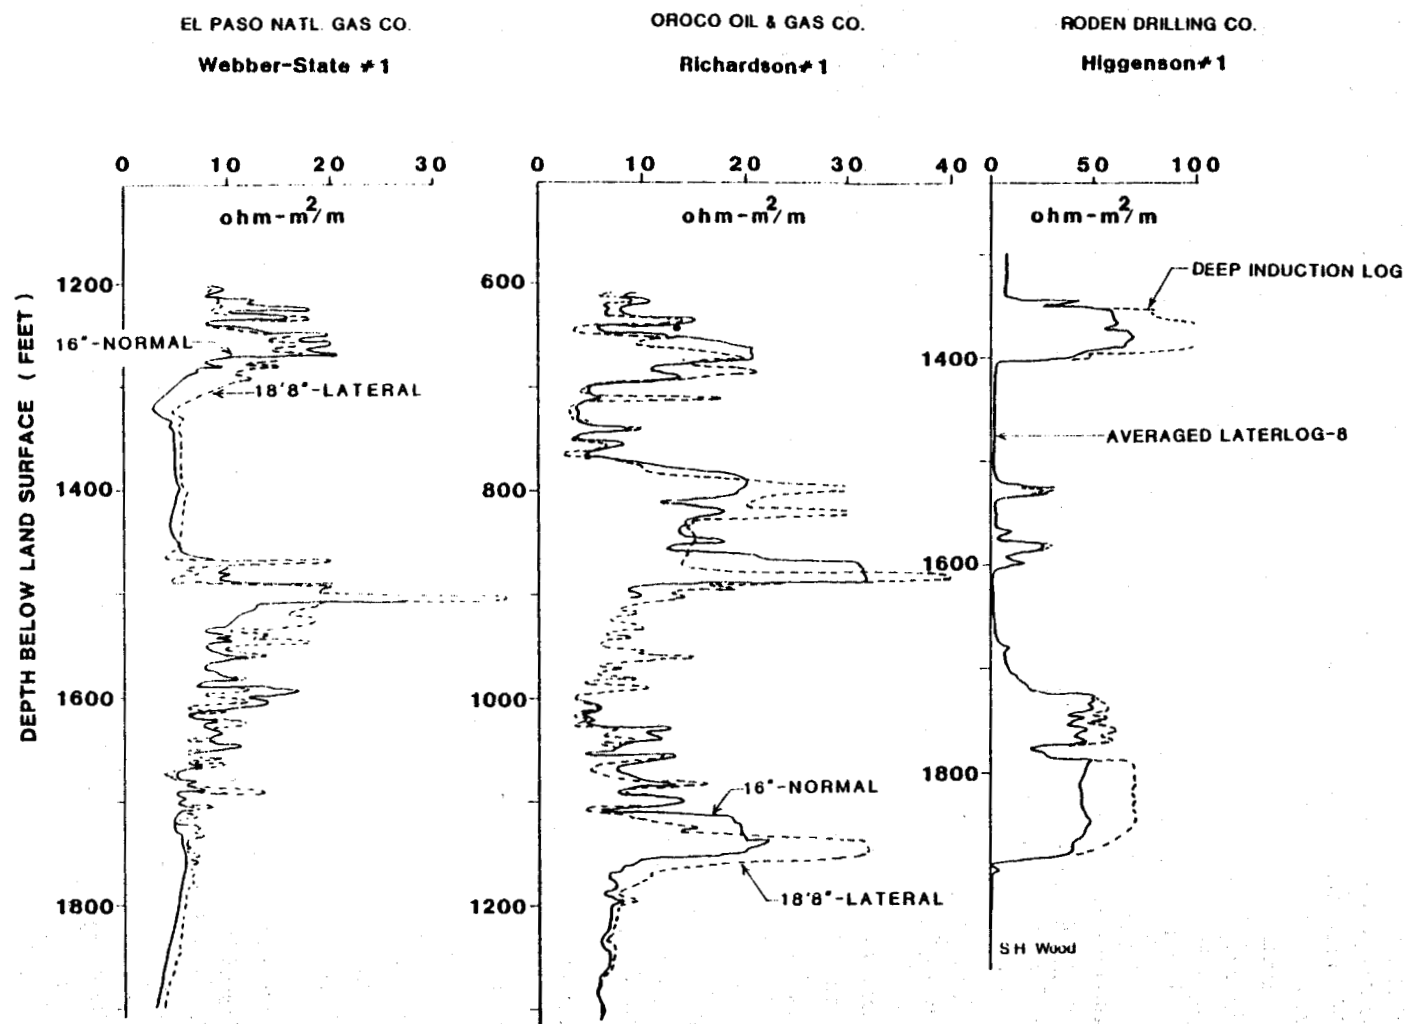 EL PASO NATL. GAS CO.
Webber-State #1
OROCO OIL & GAS CO.
Richardson #1
RODEN DRILLING CO.
Higgenson #1
0 10 20 30
ohm-m²/m
0 10 20 30 40
ohm-m²/m
0 50 100
ohm-m²/m
DEPTH BELOW LAND SURFACE (FEET)
1200
1400
1600
1800
16"-NORMAL
18'8"-LATERAL
600
800
1000
1200
16"-NORMAL
18'8"-LATERAL
1400
1600
1800
DEEP INDUCTION LOG
AVERAGED LATERLOG-8
S H Wood